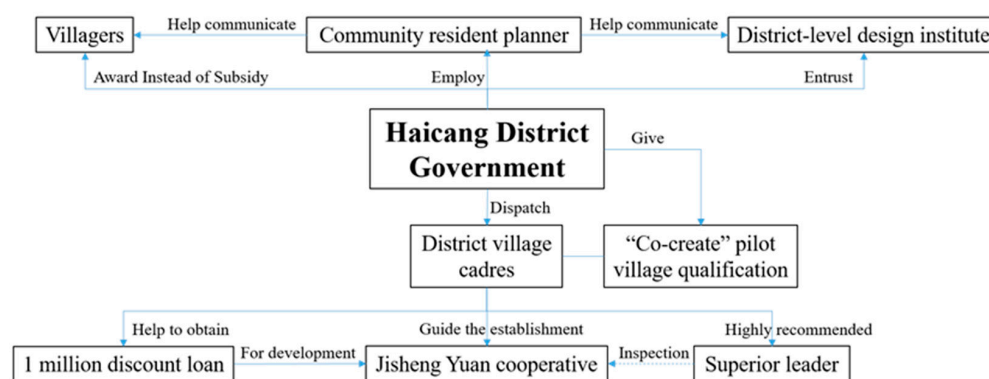 Villagers
Help communicate
Community resident planner
Help communicate
District-level design institute
Award Instead of Subsidy
Employ
Entrust
Haicang District
Government
Give
Dispatch
District village
cadres
“Co-create” pilot
village qualification
Help to obtain
Guide the establishment
Highly recommended
1 million discount loan
For development
Jisheng Yuan cooperative
Inspection
Superior leader